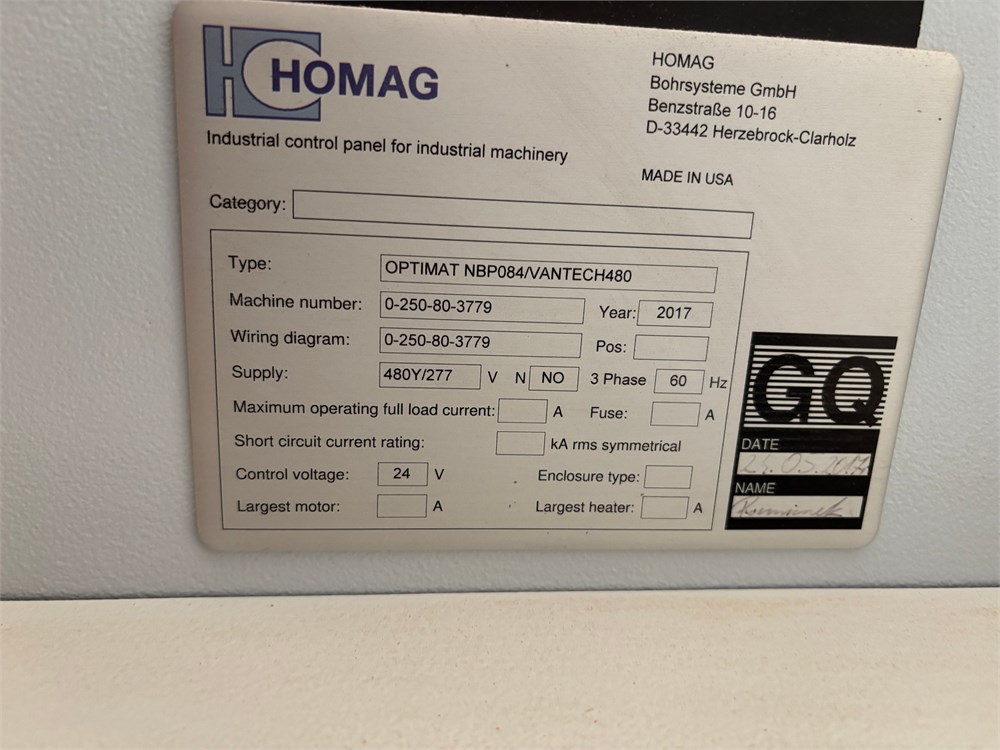 HOMAG
HOMAG
Bohrsysteme GmbH
Benzstraße 10-16
D-33442 Herzebrock-Clarholz
Industrial control panel for industrial machinery
MADE IN USA
Category:
Type: OPTIMAT NBP084/VANTECH480
Machine number: 0-250-80-3779 Year: 2017
Wiring diagram: 0-250-80-3779 Pos:
Supply: 480Y/277 V N NO 3 Phase 60 Hz
Maximum operating full load current: A Fuse: A
Short circuit current rating: kA rms symmetrical
Control voltage: 24 V Enclosure type:
Largest motor: A Largest heater: A
GQ
DATE
NAME